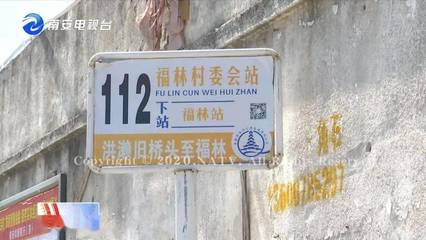 南安电视台
112
福林村委会站
FU LIN CUN WEI HUI ZHAN
下站
福林站
洪濑旧桥头至福林
Copyright © 2020 NATV. All Rights Reserved